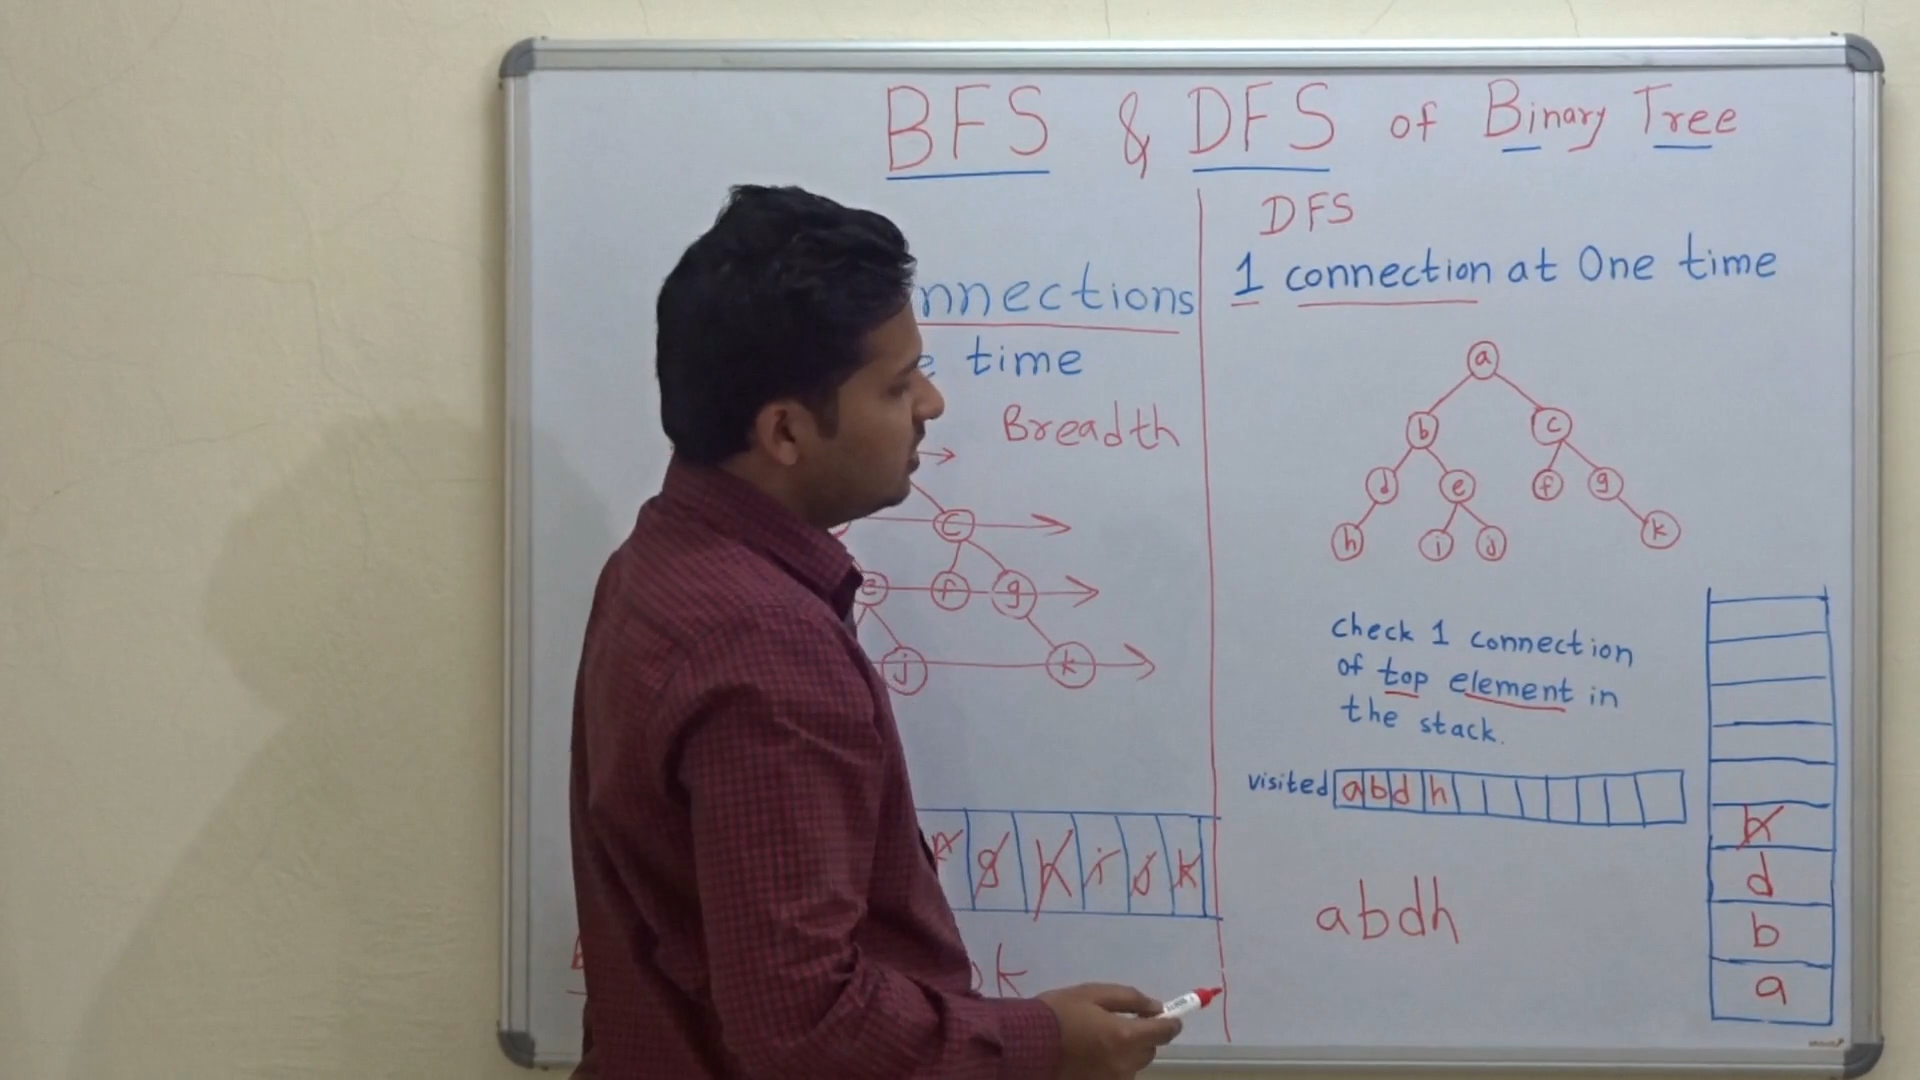 BFS & DFS of Binary Tree
time
Breadth
c
f g
j k
g h i j k
k
DFS
1 connection at One time
a
b c
d e f g
h i j k
check 1 connection
of top element in
the stack.
visited a b d h
abdh
h
d
b
a